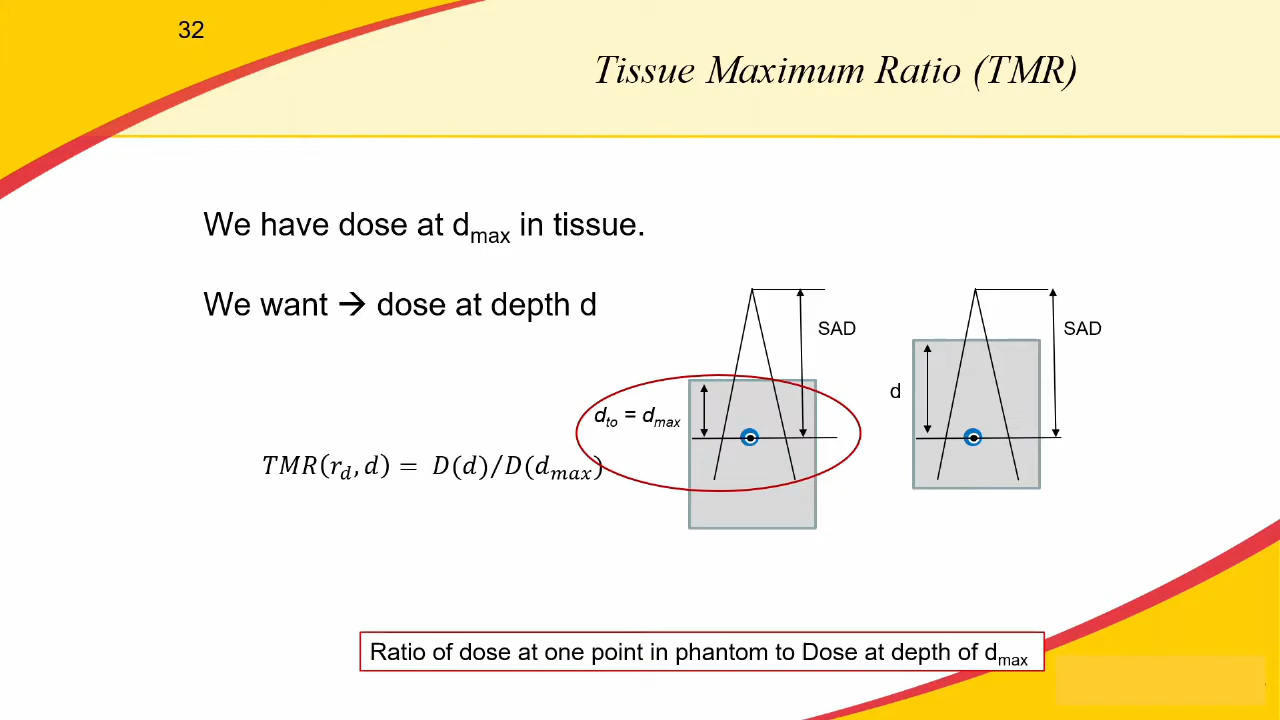 32
Tissue Maximum Ratio (TMR)
We have dose at dmax in tissue.
We want → dose at depth d
SAD
SAD
d
dto = dmax
TMR(rd, d) = D(d)/D(dmax)
Ratio of dose at one point in phantom to Dose at depth of dmax